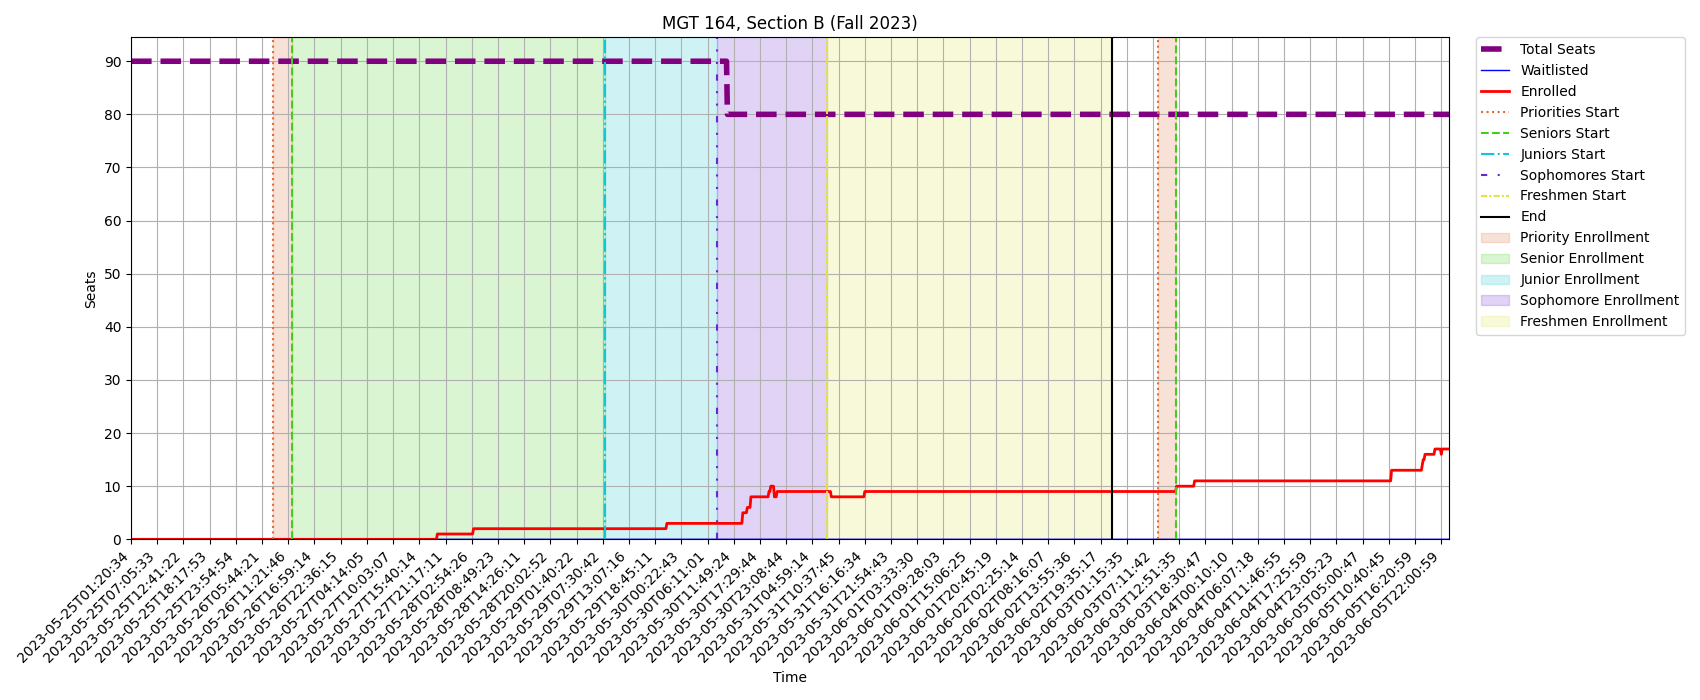 MGT 164, Section B (Fall 2023)
Seats
90
80
70
60
50
40
30
20
10
0
2023-05-25T01:20:34
2023-05-25T07:05:33
2023-05-25T12:41:22
2023-05-25T18:17:53
2023-05-25T23:54:54
2023-05-26T05:44:21
2023-05-26T11:21:46
2023-05-26T16:59:14
2023-05-26T22:36:15
2023-05-27T04:14:05
2023-05-27T10:03:07
2023-05-27T15:40:14
2023-05-27T21:17:11
2023-05-28T02:54:26
2023-05-28T08:49:23
2023-05-28T14:26:11
2023-05-28T20:02:52
2023-05-29T01:40:22
2023-05-29T07:30:42
2023-05-29T13:07:16
2023-05-29T18:45:11
2023-05-30T00:22:43
2023-05-30T06:11:01
2023-05-30T11:49:24
2023-05-30T17:29:44
2023-05-30T23:08:44
2023-05-31T04:59:14
2023-05-31T10:37:45
2023-05-31T16:16:34
2023-05-31T21:54:43
2023-06-01T03:33:30
2023-06-01T09:28:03
2023-06-01T15:06:25
2023-06-01T20:45:19
2023-06-02T02:25:14
2023-06-02T08:16:07
2023-06-02T13:55:36
2023-06-02T19:35:17
2023-06-03T01:15:35
2023-06-03T07:11:42
2023-06-03T12:51:35
2023-06-03T18:30:47
2023-06-04T00:10:10
2023-06-04T06:07:18
2023-06-04T11:46:55
2023-06-04T17:25:59
2023-06-04T23:05:23
2023-06-05T05:00:47
2023-06-05T10:40:45
2023-06-05T16:20:59
2023-06-05T22:00:59
Time
Total Seats
Waitlisted
Enrolled
Priorities Start
Seniors Start
Juniors Start
Sophomores Start
Freshmen Start
End
Priority Enrollment
Senior Enrollment
Junior Enrollment
Sophomore Enrollment
Freshmen Enrollment